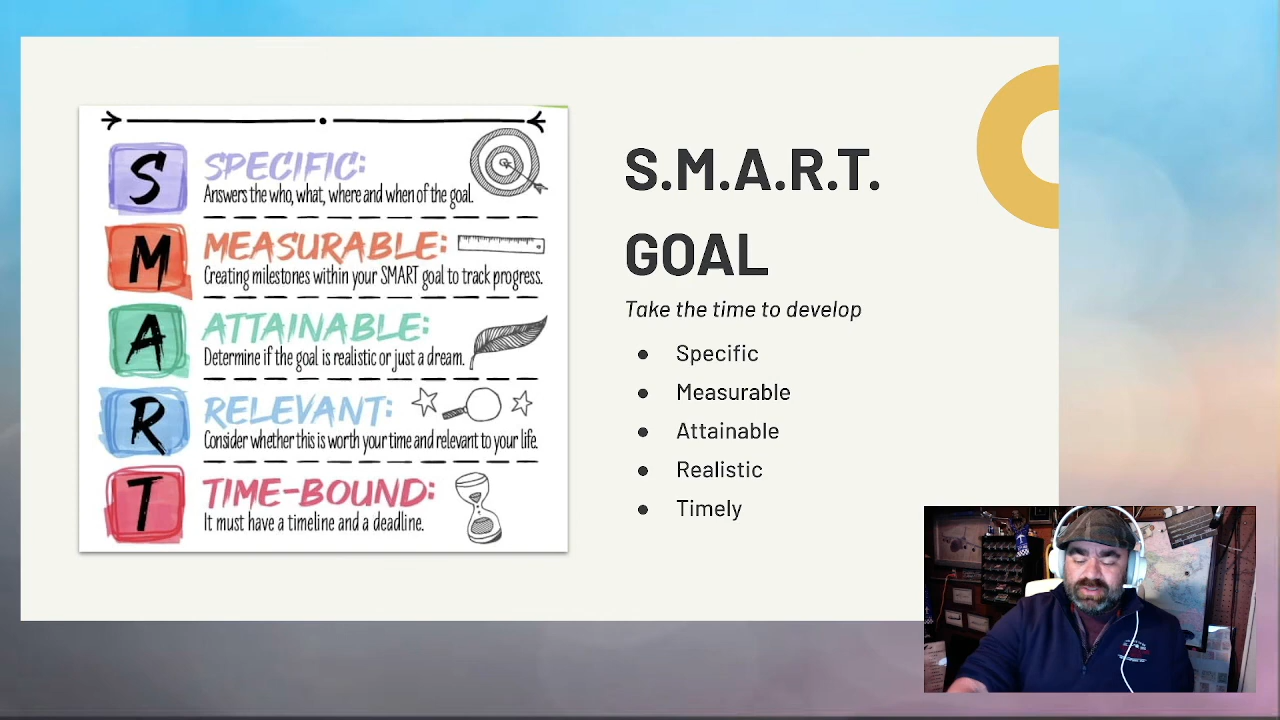 S
SPECIFIC:
Answers the who, what, where and when of the goal.
M
MEASURABLE:
Creating milestones within your SMART goal to track progress.
A
ATTAINABLE:
Determine if the goal is realistic or just a dream.
R
RELEVANT:
Consider whether this is worth your time and relevant to your life.
T
TIME-BOUND:
It must have a timeline and a deadline.
S.M.A.R.T.
GOAL
Take the time to develop
● Specific
● Measurable
● Attainable
● Realistic
● Timely